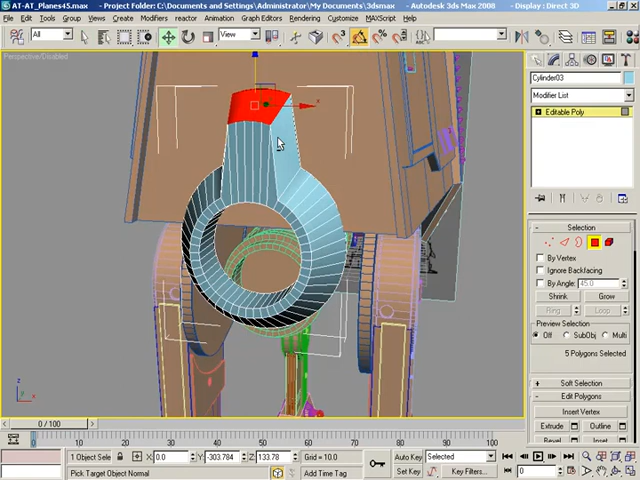 AT-AT_Planes45.max - Project Folder: C:\Documents and Settings\Administrator\My Documents\3dsmax - Autodesk 3ds Max 2008 - Display : Direct 3D
File Edit Tools Group Views Create Modifiers reactor Animation Graph Editors Rendering Customize MAXScript Help
All View
Perspective/Disabled
Cylinder03
Modifier List
Editable Poly
Selection
By Vertex
Ignore Backfacing
By Angle: 45.0
Shrink Grow
Ring Loop
Preview Selection
Off SubObj Multi
5 Polygons Selected
Soft Selection
Edit Polygons
Insert Vertex
Extrude Outline
Bevel Inset
0 / 100
0 10 20 30 40 50 60 70 80 90 100
1 Object Sele X: 0.0 Y: -303.784 Z: 133.78 Grid = 10.0 Auto Key Selected
Pick Target Object Normal Add Time Tag Set Key Key Filters... 0